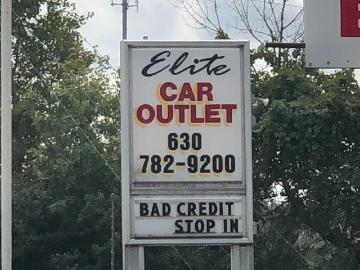 Elite
CAR
OUTLET
630
782-9200
BAD CREDIT
STOP IN